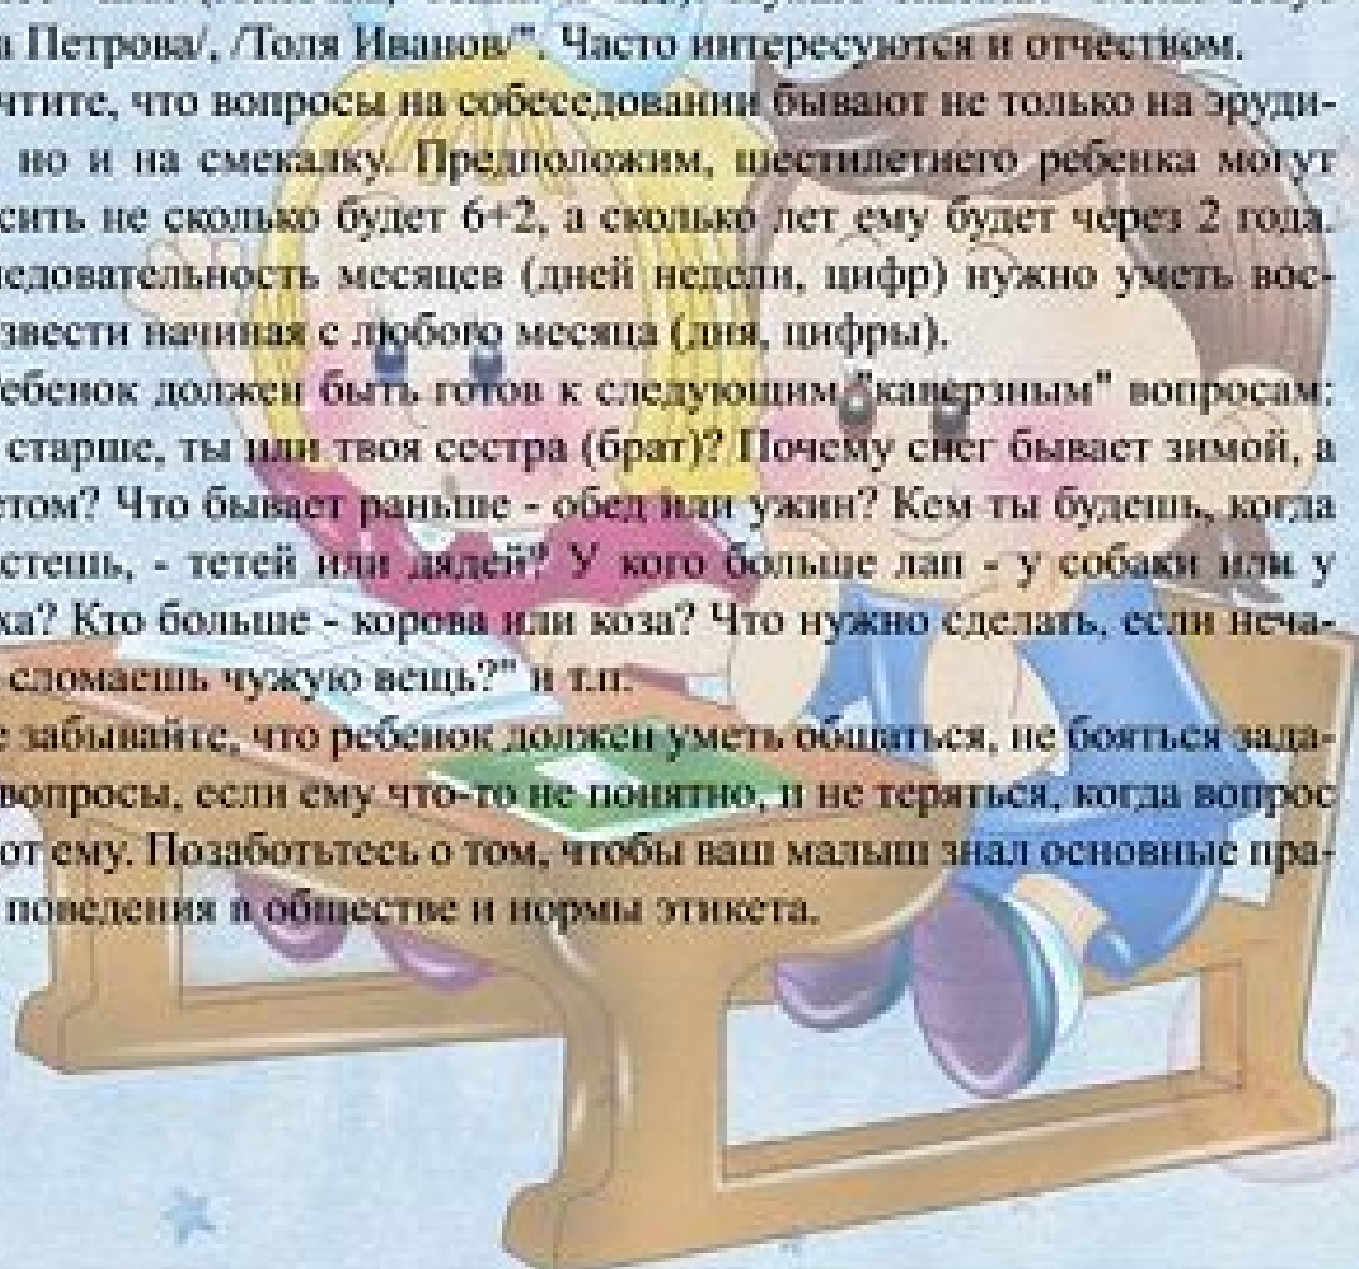 а Петрова/, /Толя Иванов/". Часто интересуются и отчеством.
чтите, что вопросы на собеседовании бывают не только на эруди-
но и на смекалку. Предположим, шестилетнего ребенка могут
сить не сколько будет 6+2, а сколько лет ему будет через 2 года.
едовательность месяцев (дней недели, цифр) нужно уметь вос-
звести начиная с любого месяца (дня, цифры).
ебенок должен быть готов к следующим "каверзным" вопросам:
старше, ты или твоя сестра (брат)? Почему снег бывает зимой, а
етом? Что бывает раньше - обед или ужин? Кем ты будешь, когда
стешь, - тетей или дядей? У кого больше лап - у собаки или у
ха? Кто больше - корова или коза? Что нужно сделать, если неча-
сломаешь чужую вещь?" и т.п.
е забывайте, что ребенок должен уметь общаться, не бояться зада-
вопросы, если ему что-то не понятно, и не теряться, когда вопрос
ют ему. Позаботьтесь о том, чтобы ваш малыш знал основные пра-
поведения в обществе и нормы этикета.